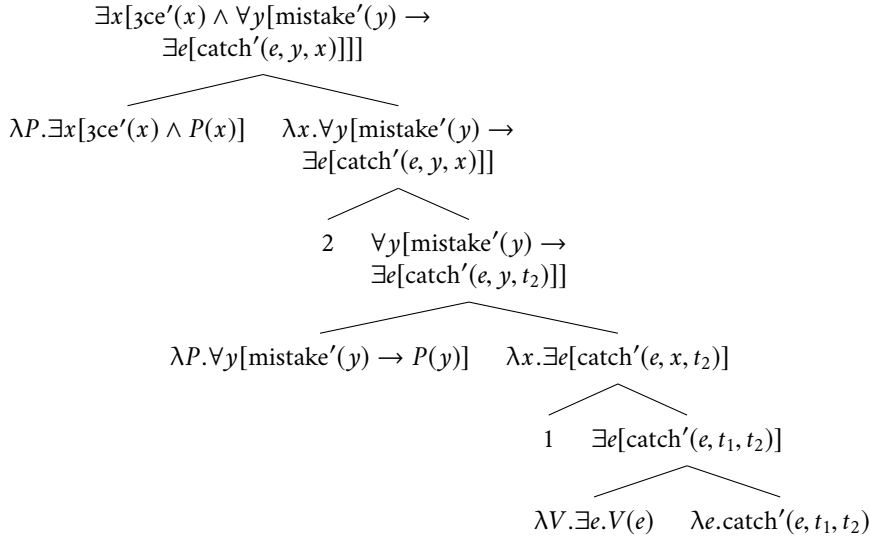 ∃x[3ce′(x) ∧ ∀y[mistake′(y) →
∃e[catch′(e, y, x)]]]
λP.∃x[3ce′(x) ∧ P(x)] λx.∀y[mistake′(y) →
∃e[catch′(e, y, x)]]
2 ∀y[mistake′(y) →
∃e[catch′(e, y, t₂)]]
λP.∀y[mistake′(y) → P(y)] λx.∃e[catch′(e, x, t₂)]
1 ∃e[catch′(e, t₁, t₂)]
λV.∃e.V(e) λe.catch′(e, t₁, t₂)